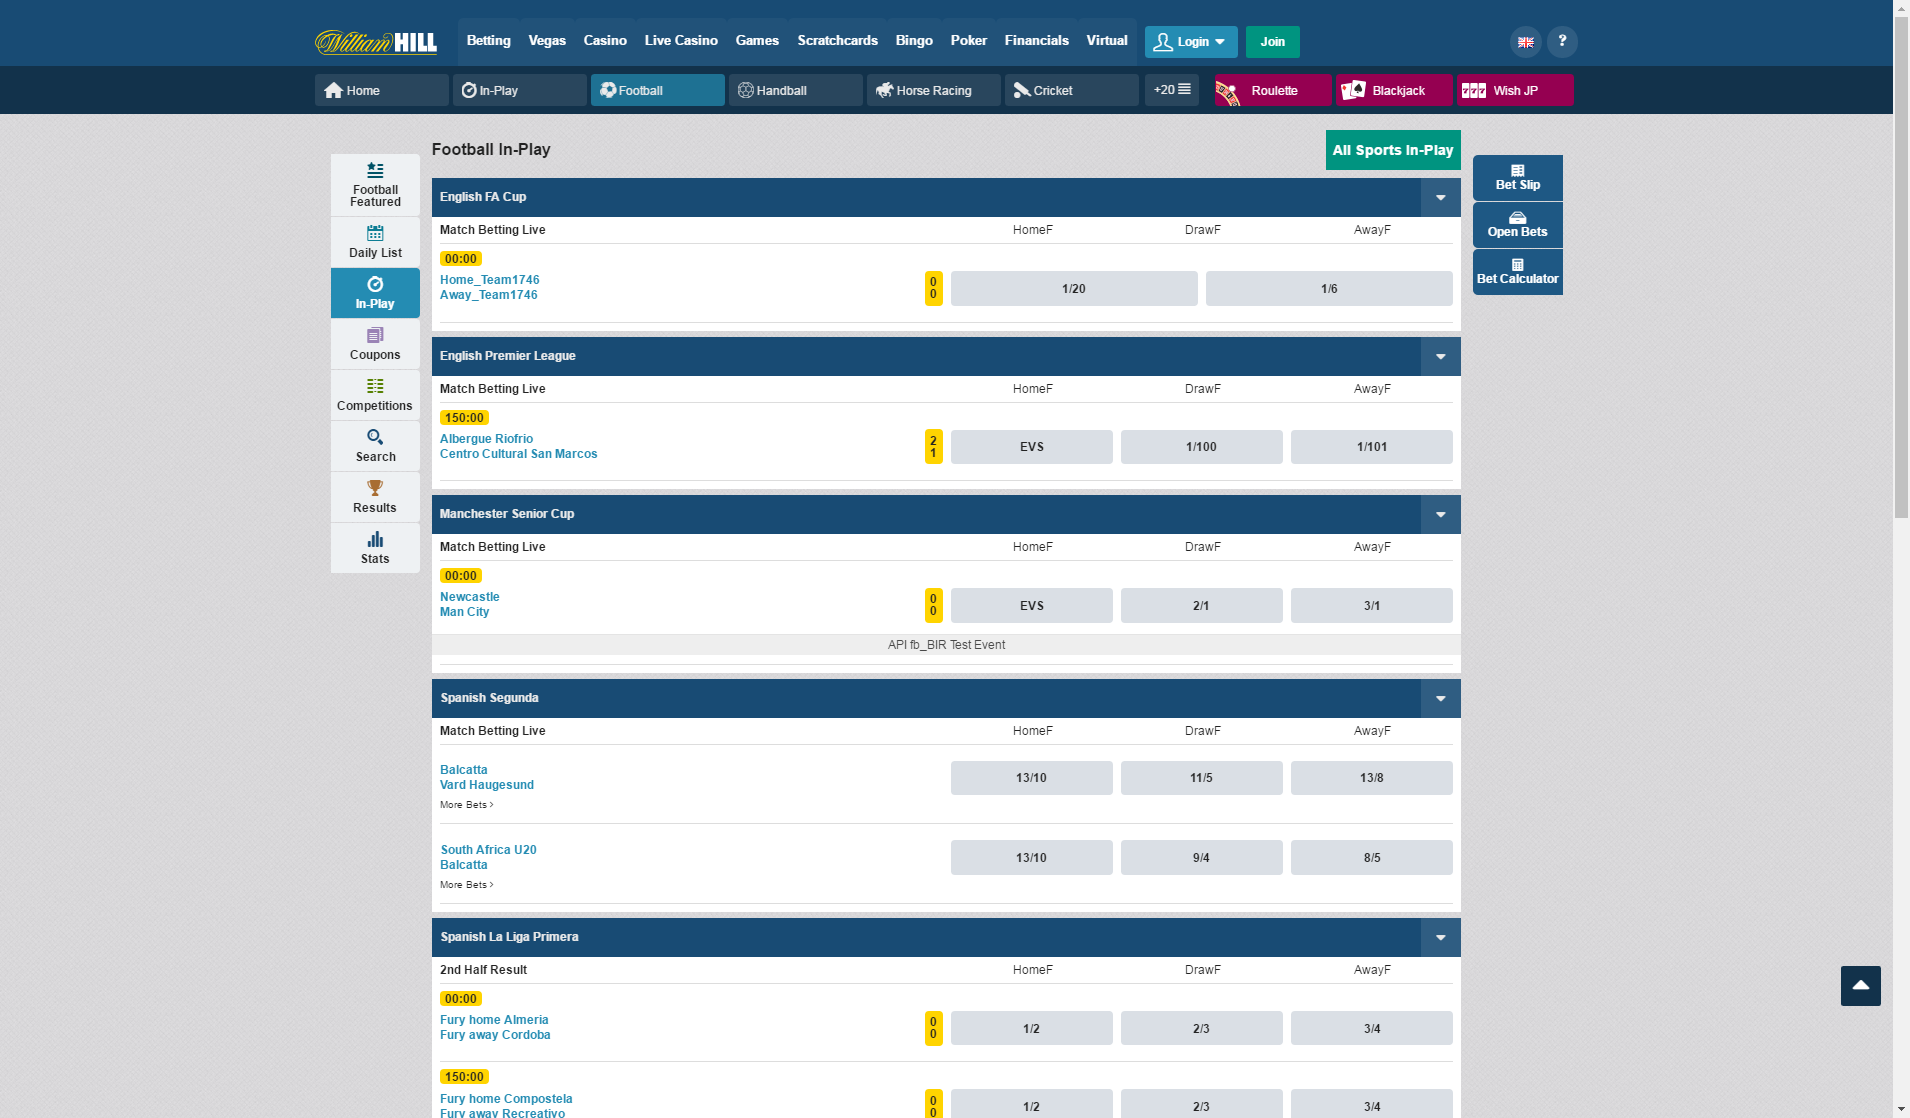 William HILL
Betting
Vegas
Casino
Live Casino
Games
Scratchcards
Bingo
Poker
Financials
Virtual
Login
Join
?
Home
In-Play
Football
Handball
Horse Racing
Cricket
+20
Roulette
Blackjack
777
Wish JP
Football
Featured
Daily List
In-Play
Coupons
Competitions
Search
Results
Stats
Football In-Play
All Sports In-Play
English FA Cup
Match Betting Live HomeF DrawF AwayF
00:00
Home_Team1746
Away_Team1746
0
0
1/20 1/6
English Premier League
Match Betting Live HomeF DrawF AwayF
150:00
Albergue Riofrio
Centro Cultural San Marcos
2
1
EVS 1/100 1/101
Manchester Senior Cup
Match Betting Live HomeF DrawF AwayF
00:00
Newcastle
Man City
0
0
EVS 2/1 3/1
API fb_BIR Test Event
Spanish Segunda
Match Betting Live HomeF DrawF AwayF
Balcatta
Vard Haugesund
13/10 11/5 13/8
More Bets >
South Africa U20
Balcatta
13/10 9/4 8/5
More Bets >
Spanish La Liga Primera
2nd Half Result HomeF DrawF AwayF
00:00
Fury home Almeria
Fury away Cordoba
0
0
1/2 2/3 3/4
150:00
Fury home Compostela
Fury away Recreativo
0
0
1/2 2/3 3/4
Bet Slip
Open Bets
Bet Calculator